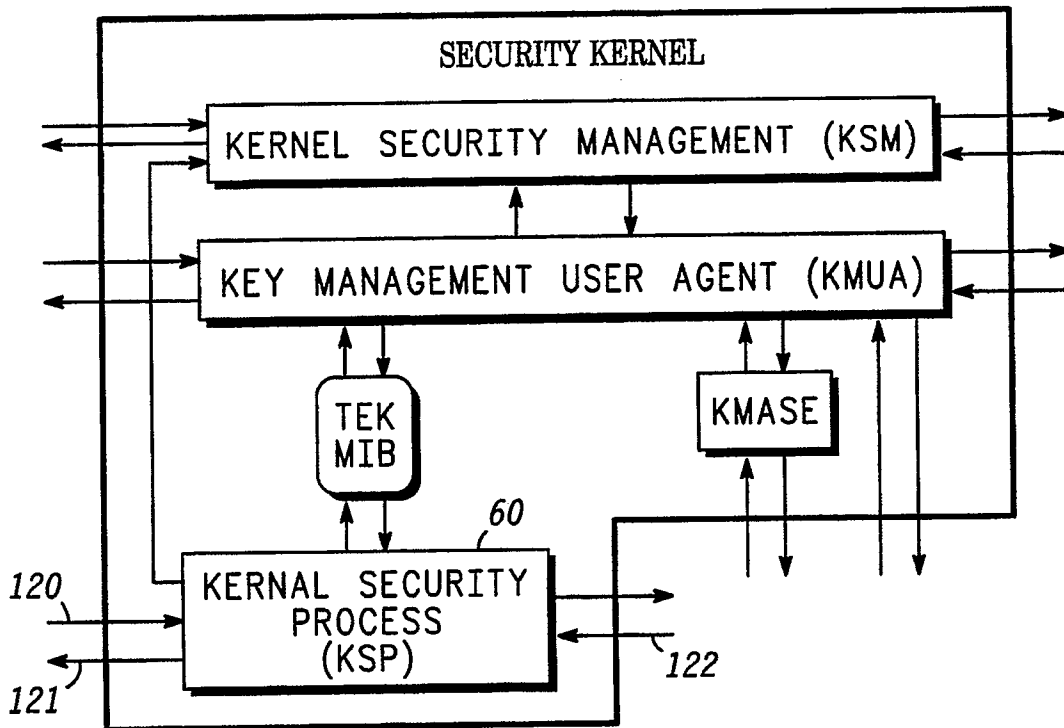 SECURITY KERNEL
KERNEL SECURITY MANAGEMENT (KSM)
KEY MANAGEMENT USER AGENT (KMUA)
TEK
MIB
KMASE
60
KERNAL SECURITY
PROCESS
(KSP)
120
121
122